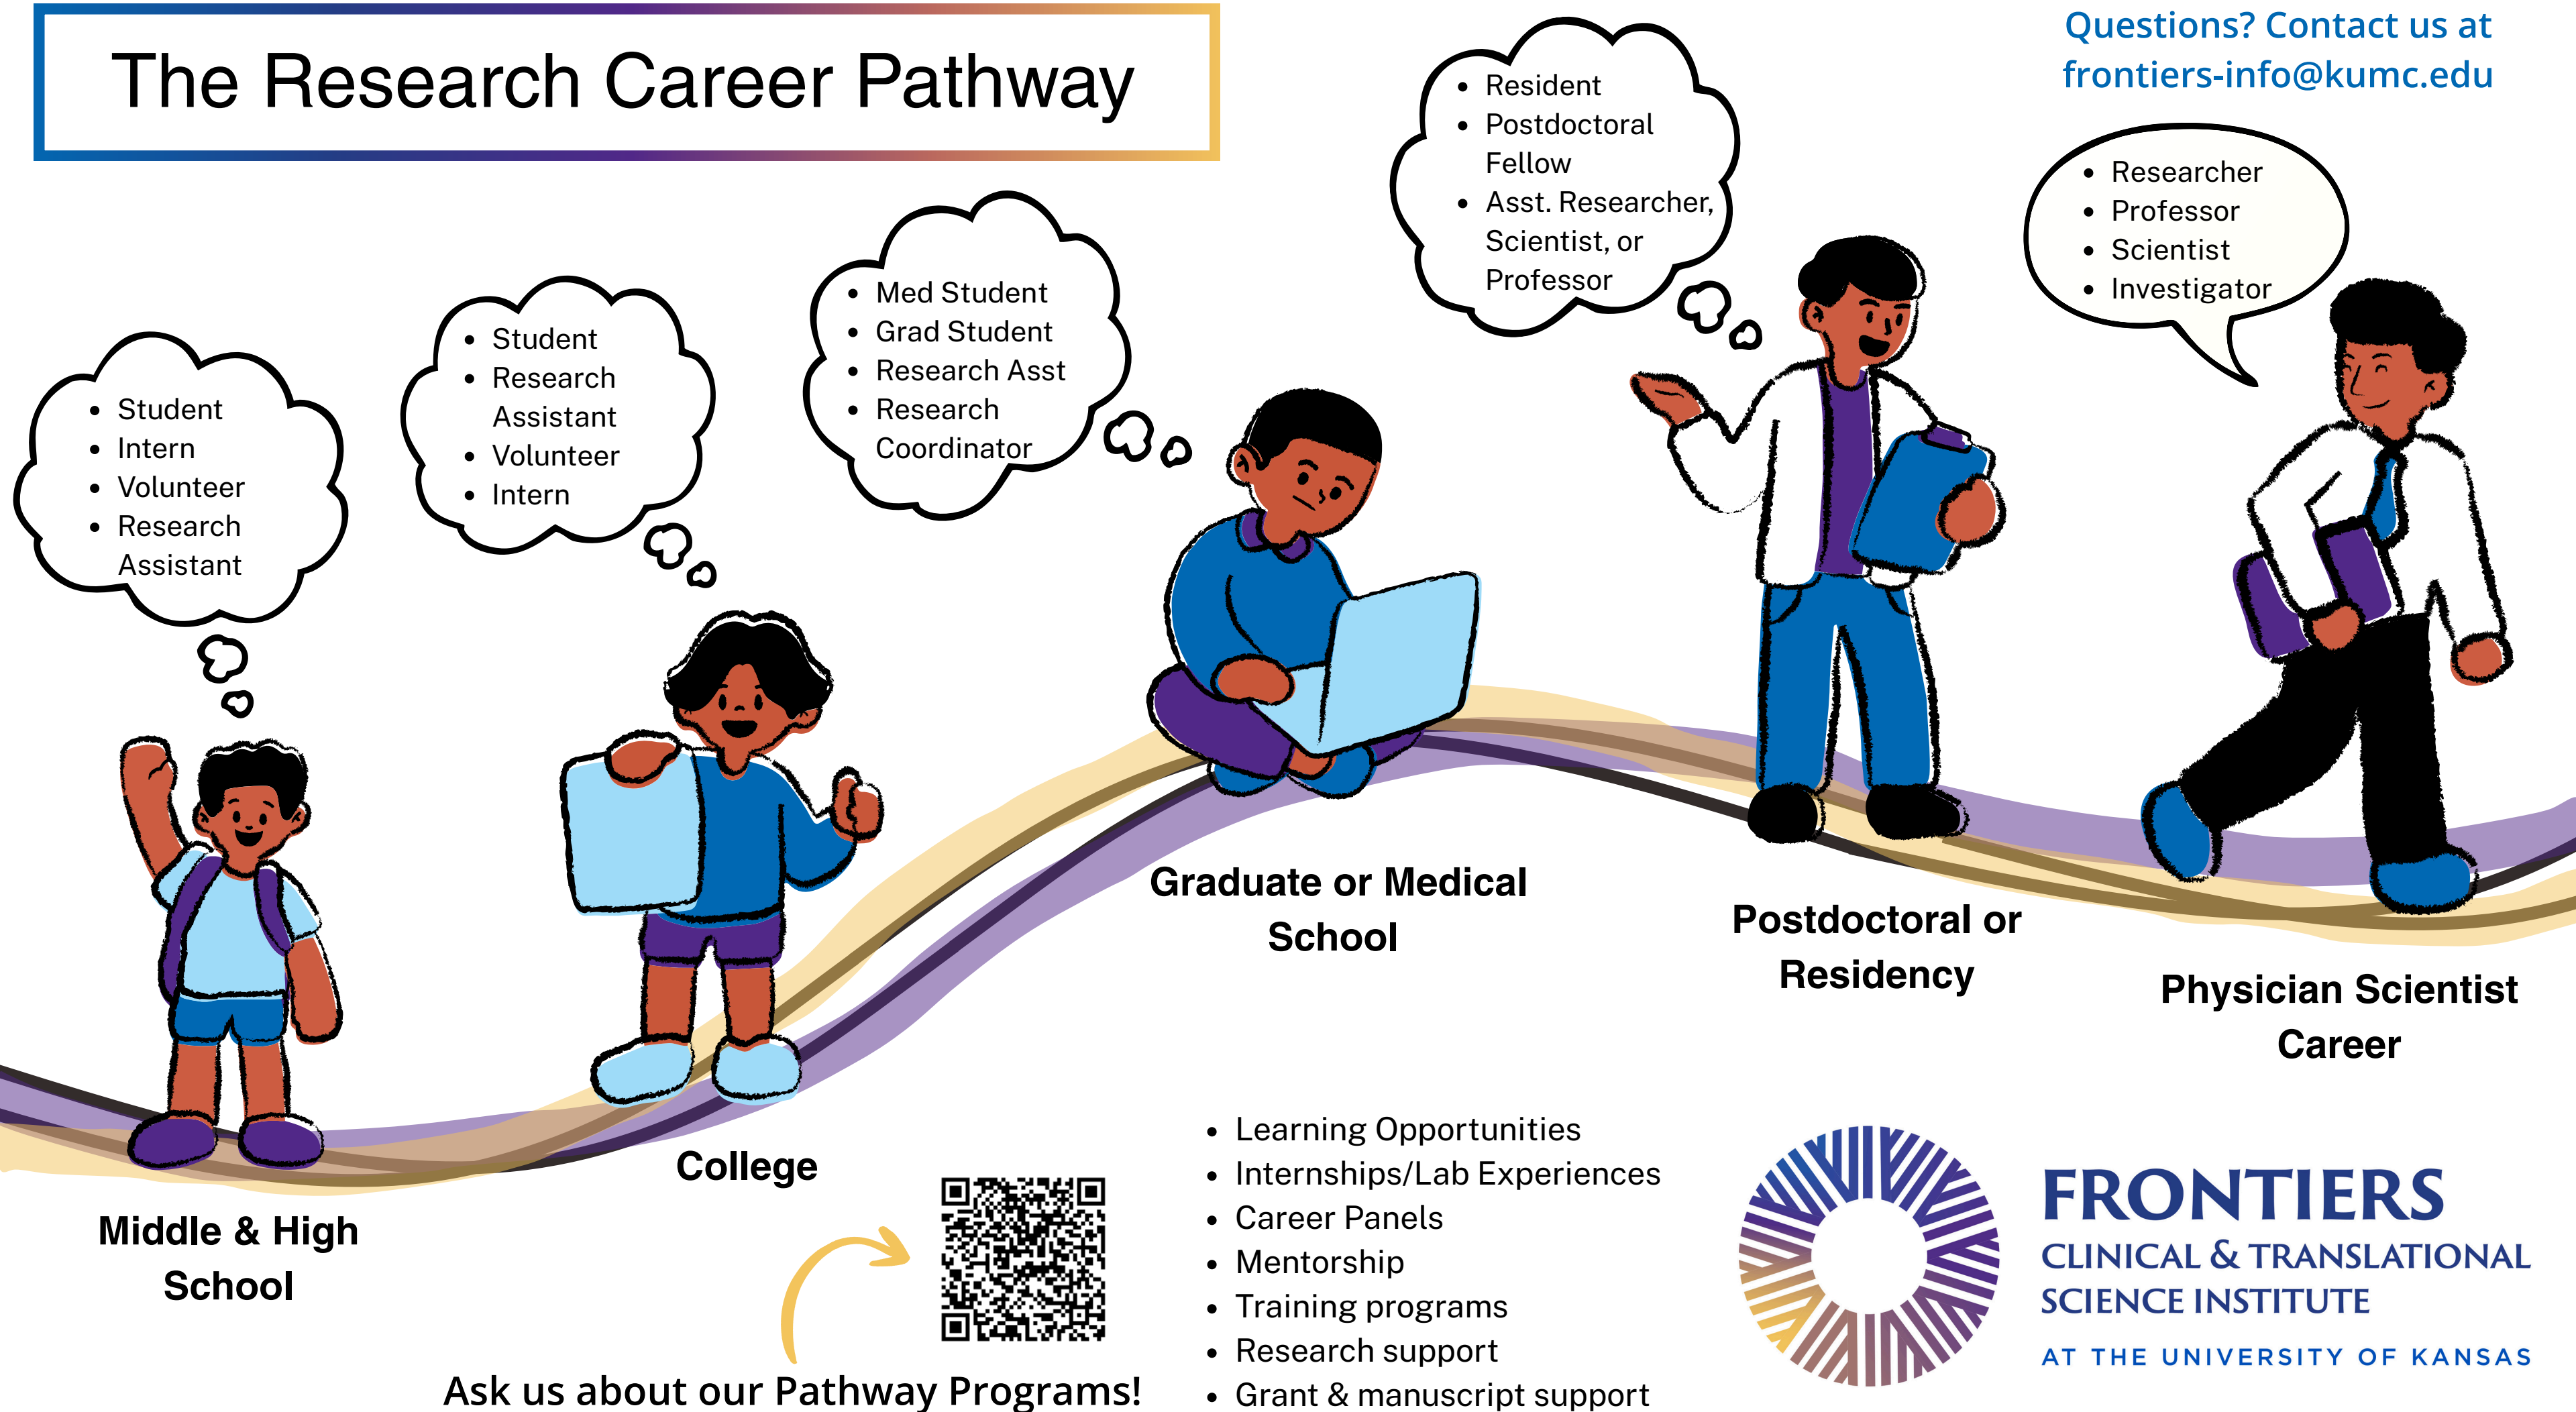 The Research Career Pathway
Questions? Contact us at
frontiers-info@kumc.edu
• Student
• Intern
• Volunteer
• Research
Assistant
• Student
• Research
Assistant
• Volunteer
• Intern
• Med Student
• Grad Student
• Research Asst
• Research
Coordinator
• Resident
• Postdoctoral
Fellow
• Asst. Researcher,
Scientist, or
Professor
• Researcher
• Professor
• Scientist
• Investigator
Middle & High
School
College
Graduate or Medical
School
Postdoctoral or
Residency
Physician Scientist
Career
Ask us about our Pathway Programs!
• Learning Opportunities
• Internships/Lab Experiences
• Career Panels
• Mentorship
• Training programs
• Research support
• Grant & manuscript support
FRONTIERS
CLINICAL & TRANSLATIONAL
SCIENCE INSTITUTE
AT THE UNIVERSITY OF KANSAS